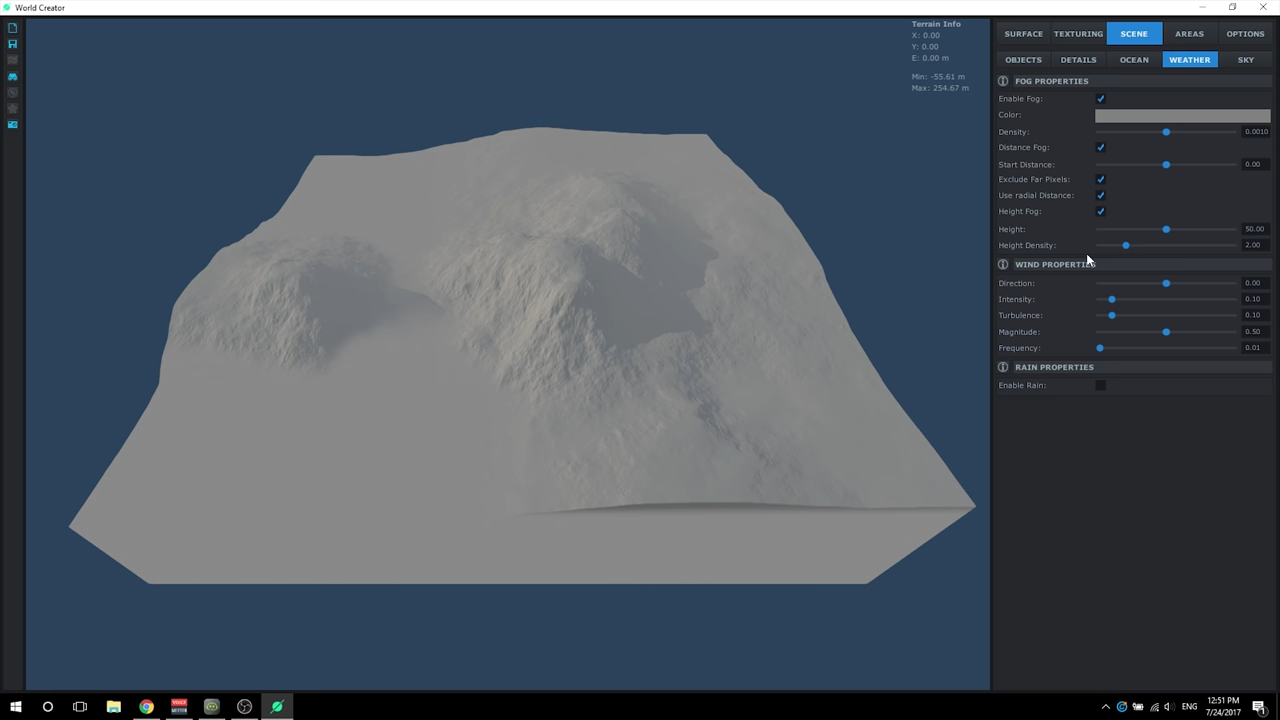 World Creator
Terrain Info
X: 0.00
Y: 0.00
E: 0.00 m
Min: -55.61 m
Max: 254.67 m
SURFACE TEXTURING SCENE AREAS OPTIONS
OBJECTS DETAILS OCEAN WEATHER SKY
FOG PROPERTIES
Enable Fog:
Color:
Density: 0.0010
Distance Fog:
Start Distance: 0.00
Exclude Far Pixels:
Use radial Distance:
Height Fog:
Height: 50.00
Height Density: 2.00
WIND PROPERTIES
Direction: 0.00
Intensity: 0.10
Turbulence: 0.10
Magnitude: 0.50
Frequency: 0.01
RAIN PROPERTIES
Enable Rain:
ENG
12:51 PM
7/24/2017